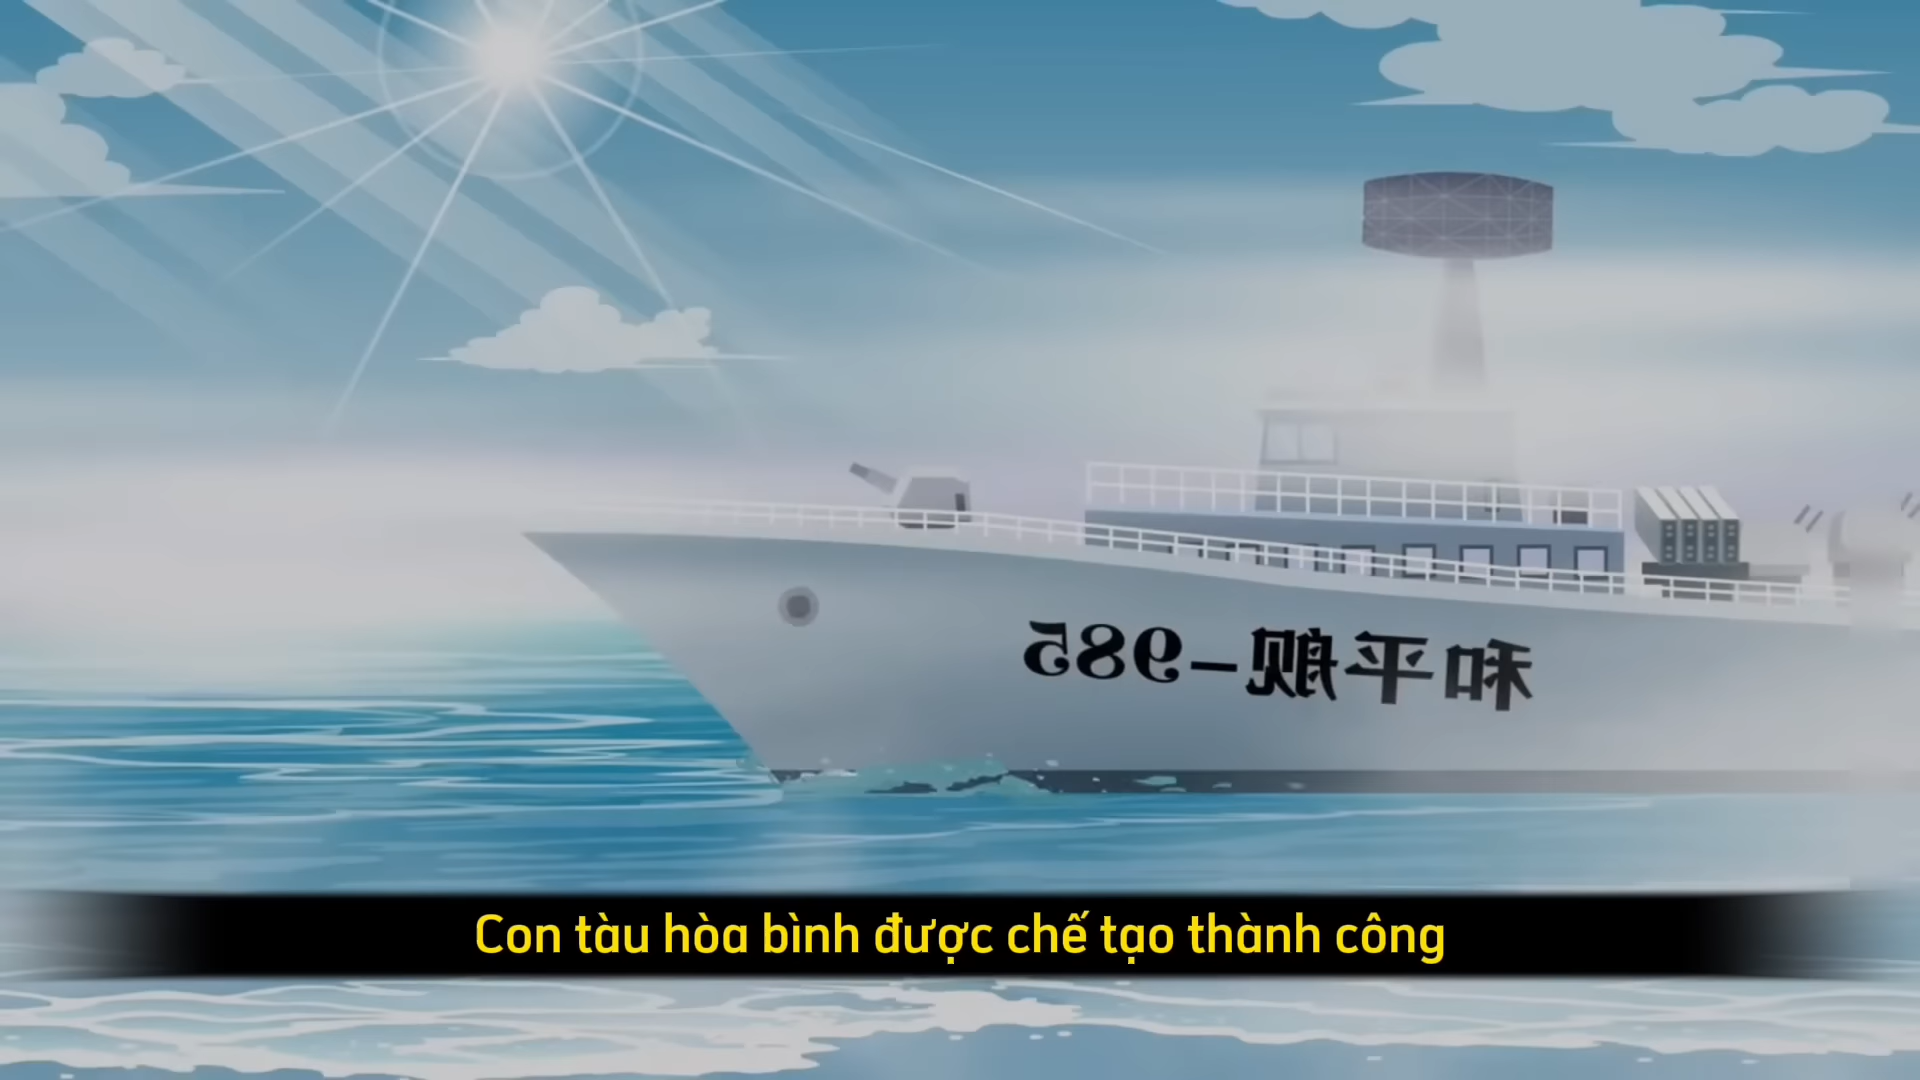 和平舰-985
Con tàu hòa bình được chế tạo thành công